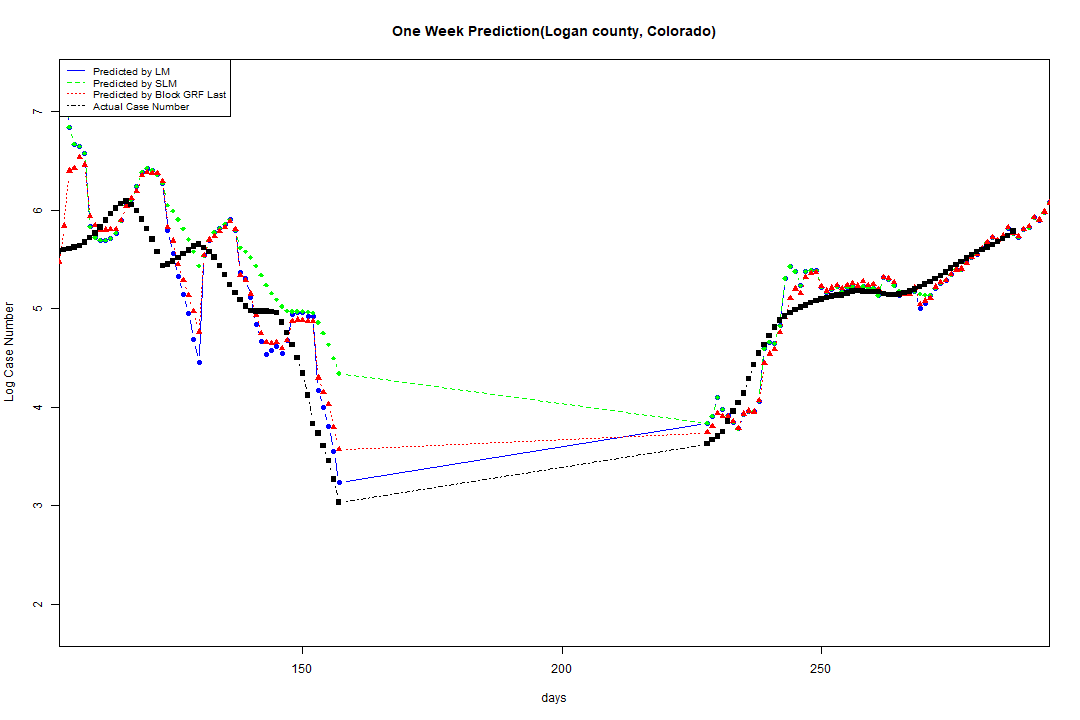 One Week Prediction(Logan county, Colorado)
Predicted by LM
Predicted by SLM
Predicted by Block GRF Last
Actual Case Number
Log Case Number
7
6
5
4
3
2
150 200 250
days